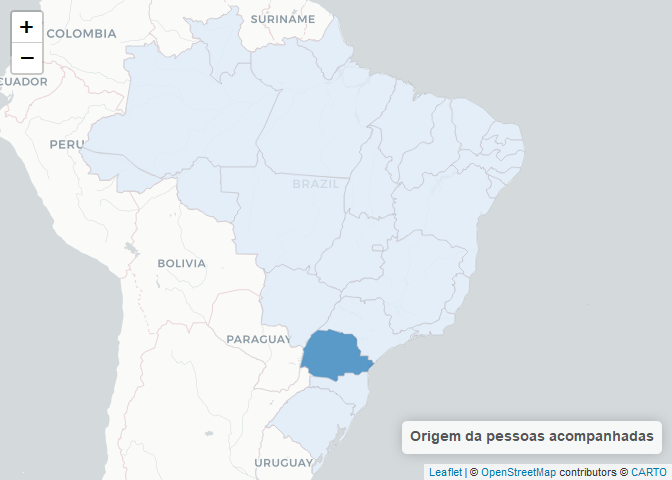 +
−
SURINAME
COLOMBIA
CUADOR
PERU
BRAZIL
BOLIVIA
PARAGUAY
URUGUAY
Origem da pessoas acompanhadas
Leaflet | © OpenStreetMap contributors © CARTO